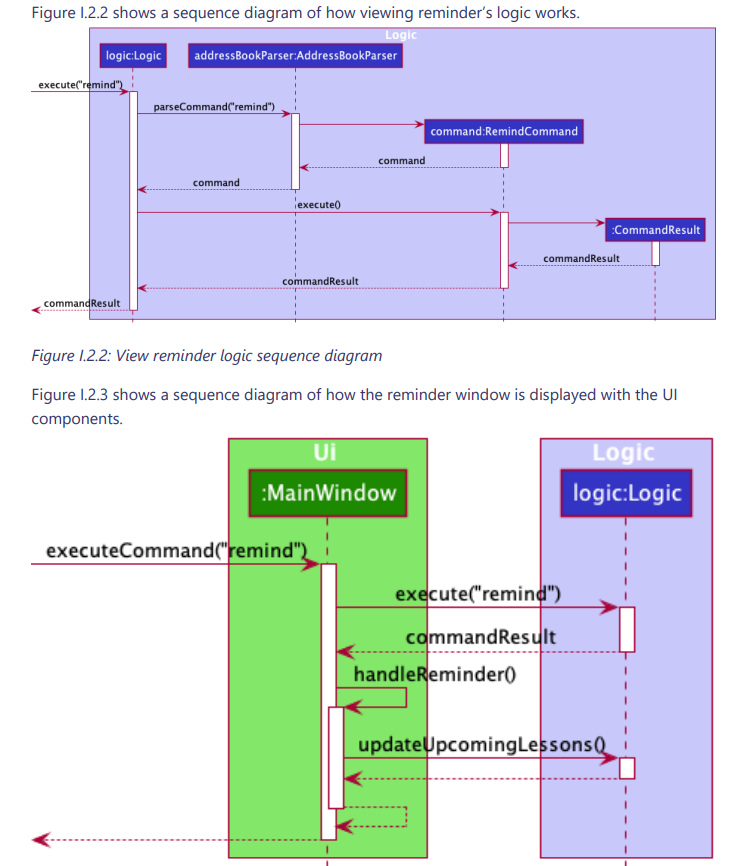 Figure I.2.2 shows a sequence diagram of how viewing reminder’s logic works.
Logic
logic:Logic
addressBookParser:AddressBookParser
execute("remind")
parseCommand("remind")
command:RemindCommand
command
command
execute()
:CommandResult
commandResult
commandResult
commandResult
Figure I.2.2: View reminder logic sequence diagram
Figure I.2.3 shows a sequence diagram of how the reminder window is displayed with the UI
components.
Ui
Logic
:MainWindow
logic:Logic
executeCommand("remind")
execute("remind")
commandResult
handleReminder()
updateUpcomingLessons()